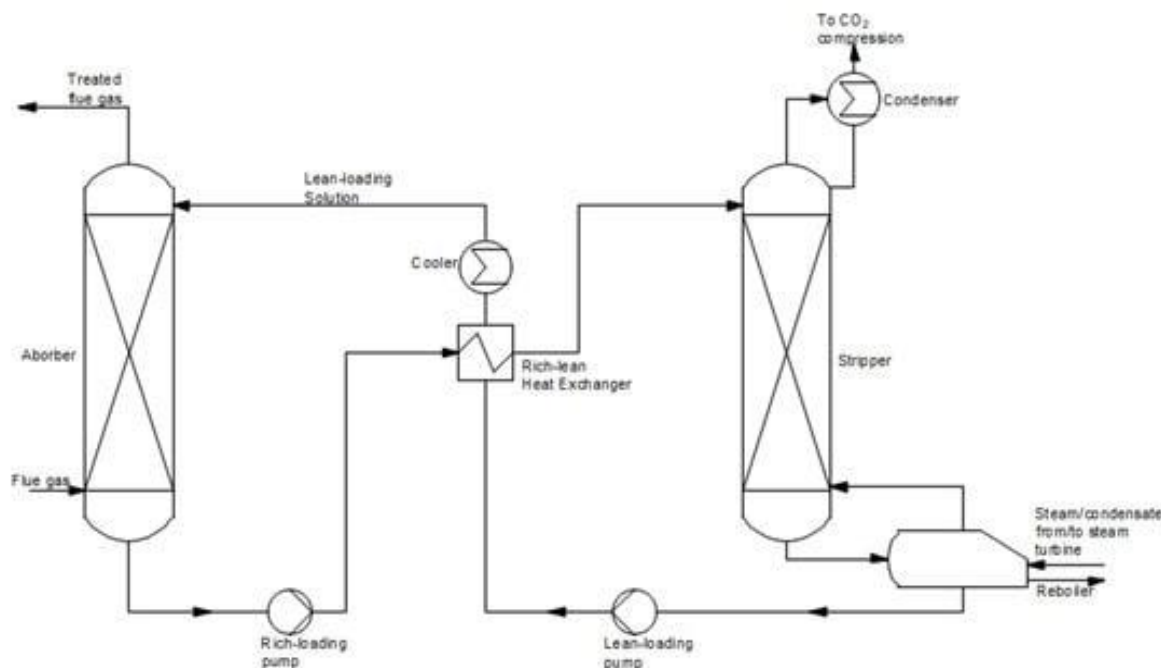 To CO₂
compression
Treated
flue gas
Condenser
Lean-loading
Solution
Cooler
Aborber
Rich-lean
Heat Exchanger
Stripper
Flue gas
Steam/condensate
from/to steam
turbine
Reboiler
Rich-loading
pump
Lean-loading
pump